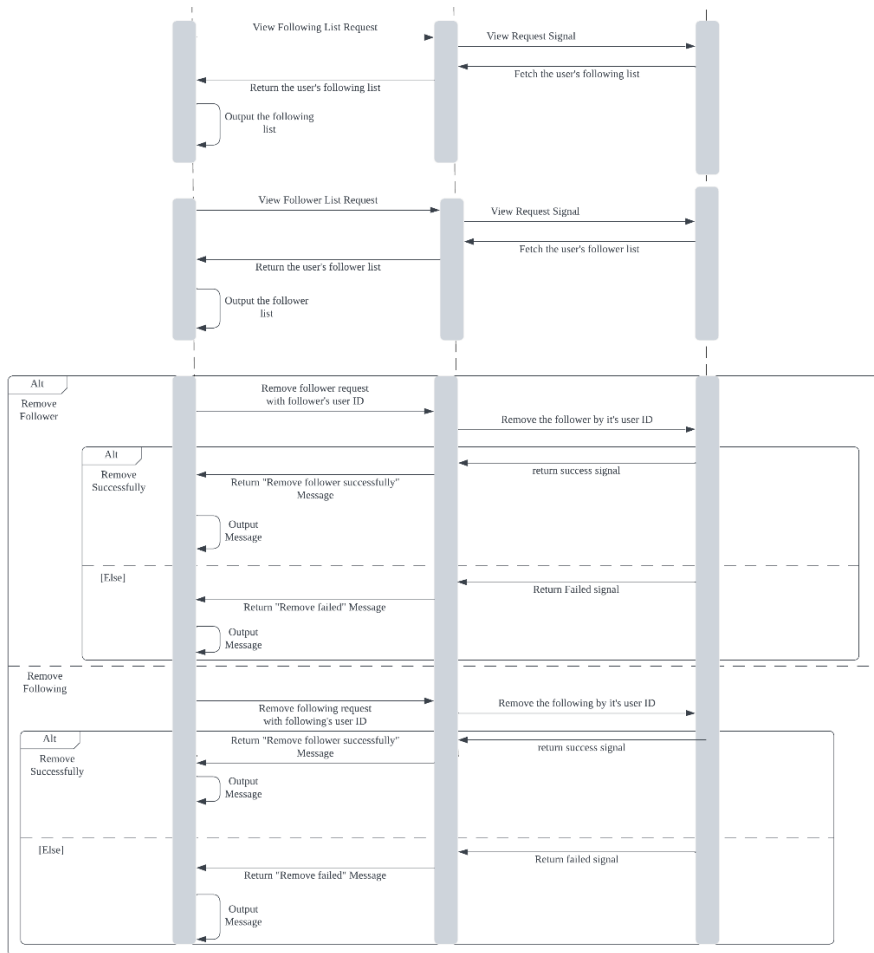 View Following List Request
View Request Signal
Fetch the user's following list
Return the user's following list
Output the following
list
View Follower List Request
View Request Signal
Fetch the user's follower list
Return the user's follower list
Output the follower
list
Alt
Remove
Follower
Remove follower request
with follower's user ID
Remove the follower by it's user ID
Alt
Remove
Successfully
return success signal
Return "Remove follower successfully"
Message
Output
Message
[Else]
Return Failed signal
Return "Remove failed" Message
Output
Message
Remove
Following
Remove following request
with following's user ID
Remove the following by it's user ID
Alt
Remove
Successfully
Return "Remove follower successfully"
Message
return success signal
Output
Message
[Else]
Return failed signal
Return "Remove failed" Message
Output
Message